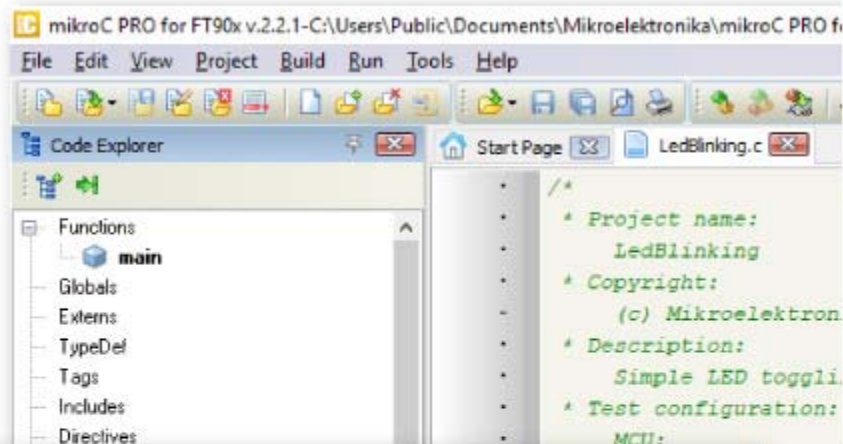 mikroC PRO for FT90x v.2.2.1-C:\Users\Public\Documents\Mikroelektronika\mikroC PRO
File Edit View Project Build Run Tools Help
Code Explorer
Start Page LedBlinking.c
Functions
main
Globals
Externs
TypeDef
Tags
Includes
Directives
/*
* Project name:
LedBlinking
* Copyright:
(c) Mikroelektron
* Description:
Simple LED toggli
* Test configuration:
MCU: